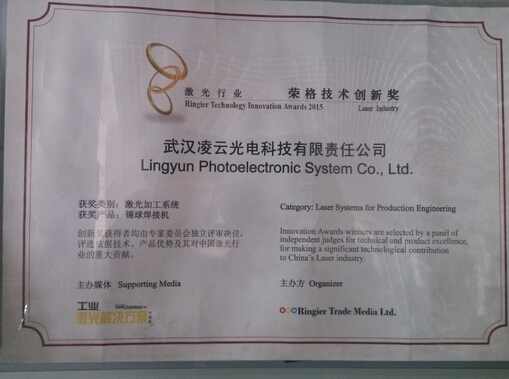 激光行业 荣格技术创新奖
Ringier Technology Innovation Awards 2015 Laser Industry
武汉凌云光电科技有限责任公司
Lingyun Photoelectronic System Co., Ltd.
获奖类别：激光加工系统
获奖产品：锡球焊接机
Category: Laser Systems for Production Engineering
创新奖获得者均由专家委员会独立评审决议，
评选依据技术、产品优势及其对中国激光行
业的重大贡献。
Innovation Awards winners are selected by a panel of
independent judges for technical and product excellence,
for making a significant technological contribution
to China's Laser industry.
主办媒体 Supporting Media
主办方 Organizer
工业
激光解决方案
Ringier Trade Media Ltd.